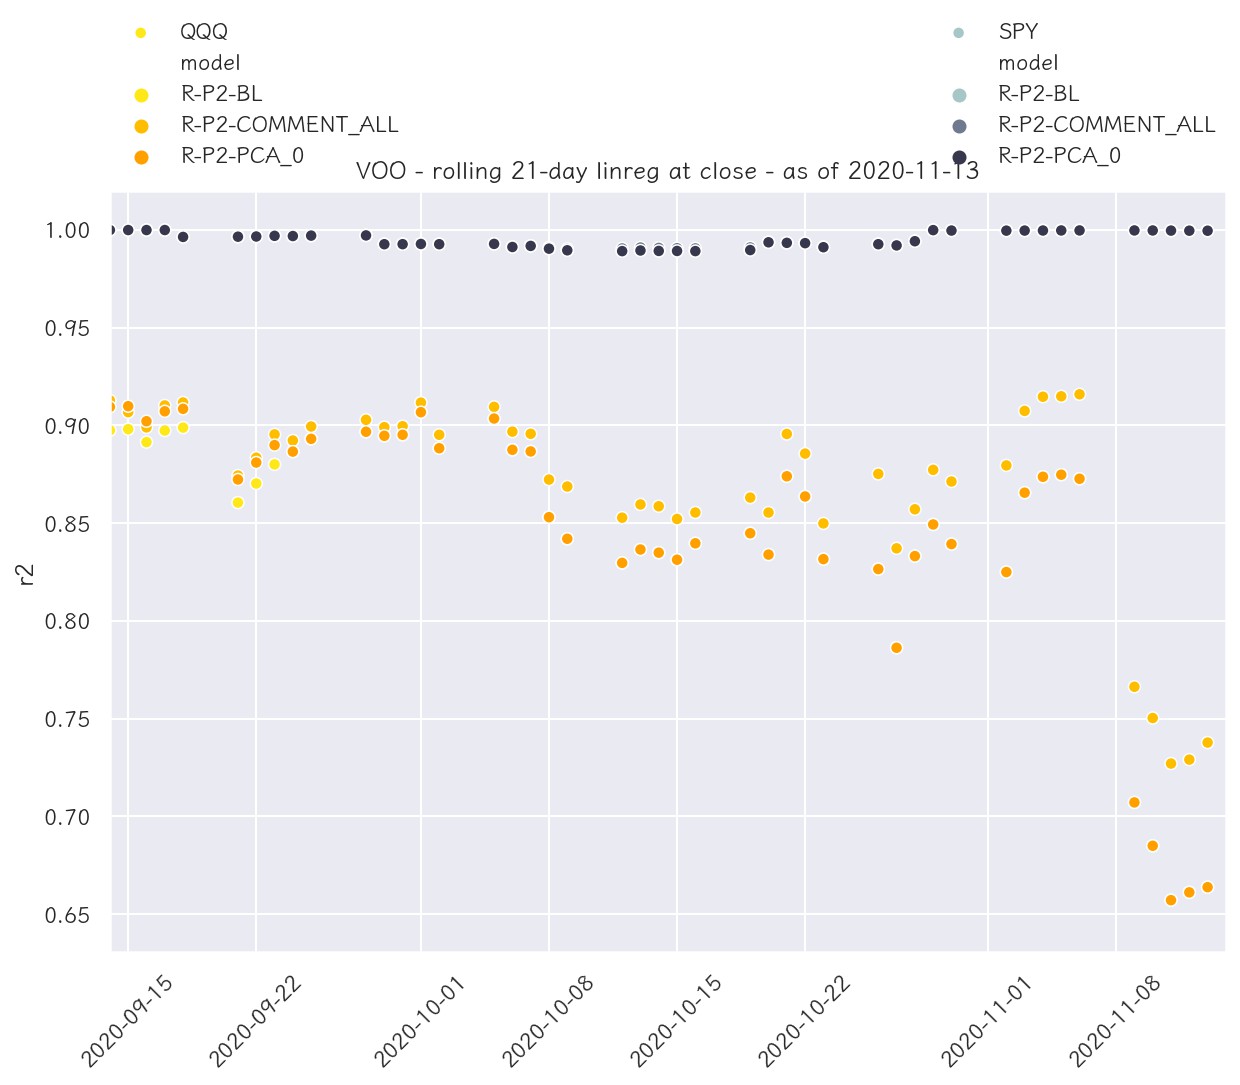 QQQ
model
R-P2-BL
R-P2-COMMENT_ALL
R-P2-PCA_0
SPY
model
R-P2-BL
R-P2-COMMENT_ALL
R-P2-PCA_0
VOO - rolling 21-day linreg at close - as of 2020-11-13
1.00
0.95
0.90
0.85
0.80
0.75
0.70
0.65
r2
2020-09-15
2020-09-22
2020-10-01
2020-10-08
2020-10-15
2020-10-22
2020-11-01
2020-11-08